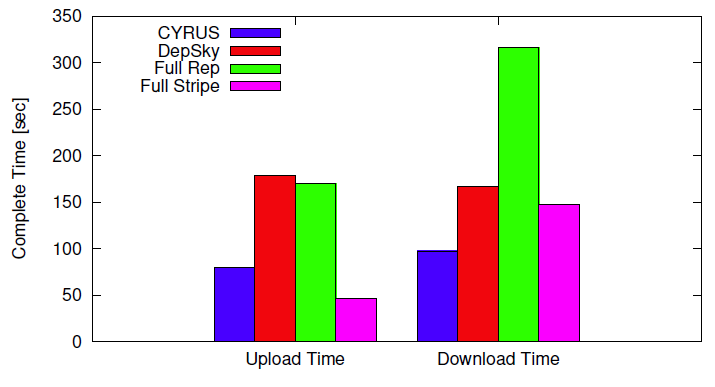 Complete Time [sec]
350
300
250
200
150
100
50
0
CYRUS
DepSky
Full Rep
Full Stripe
Upload Time
Download Time